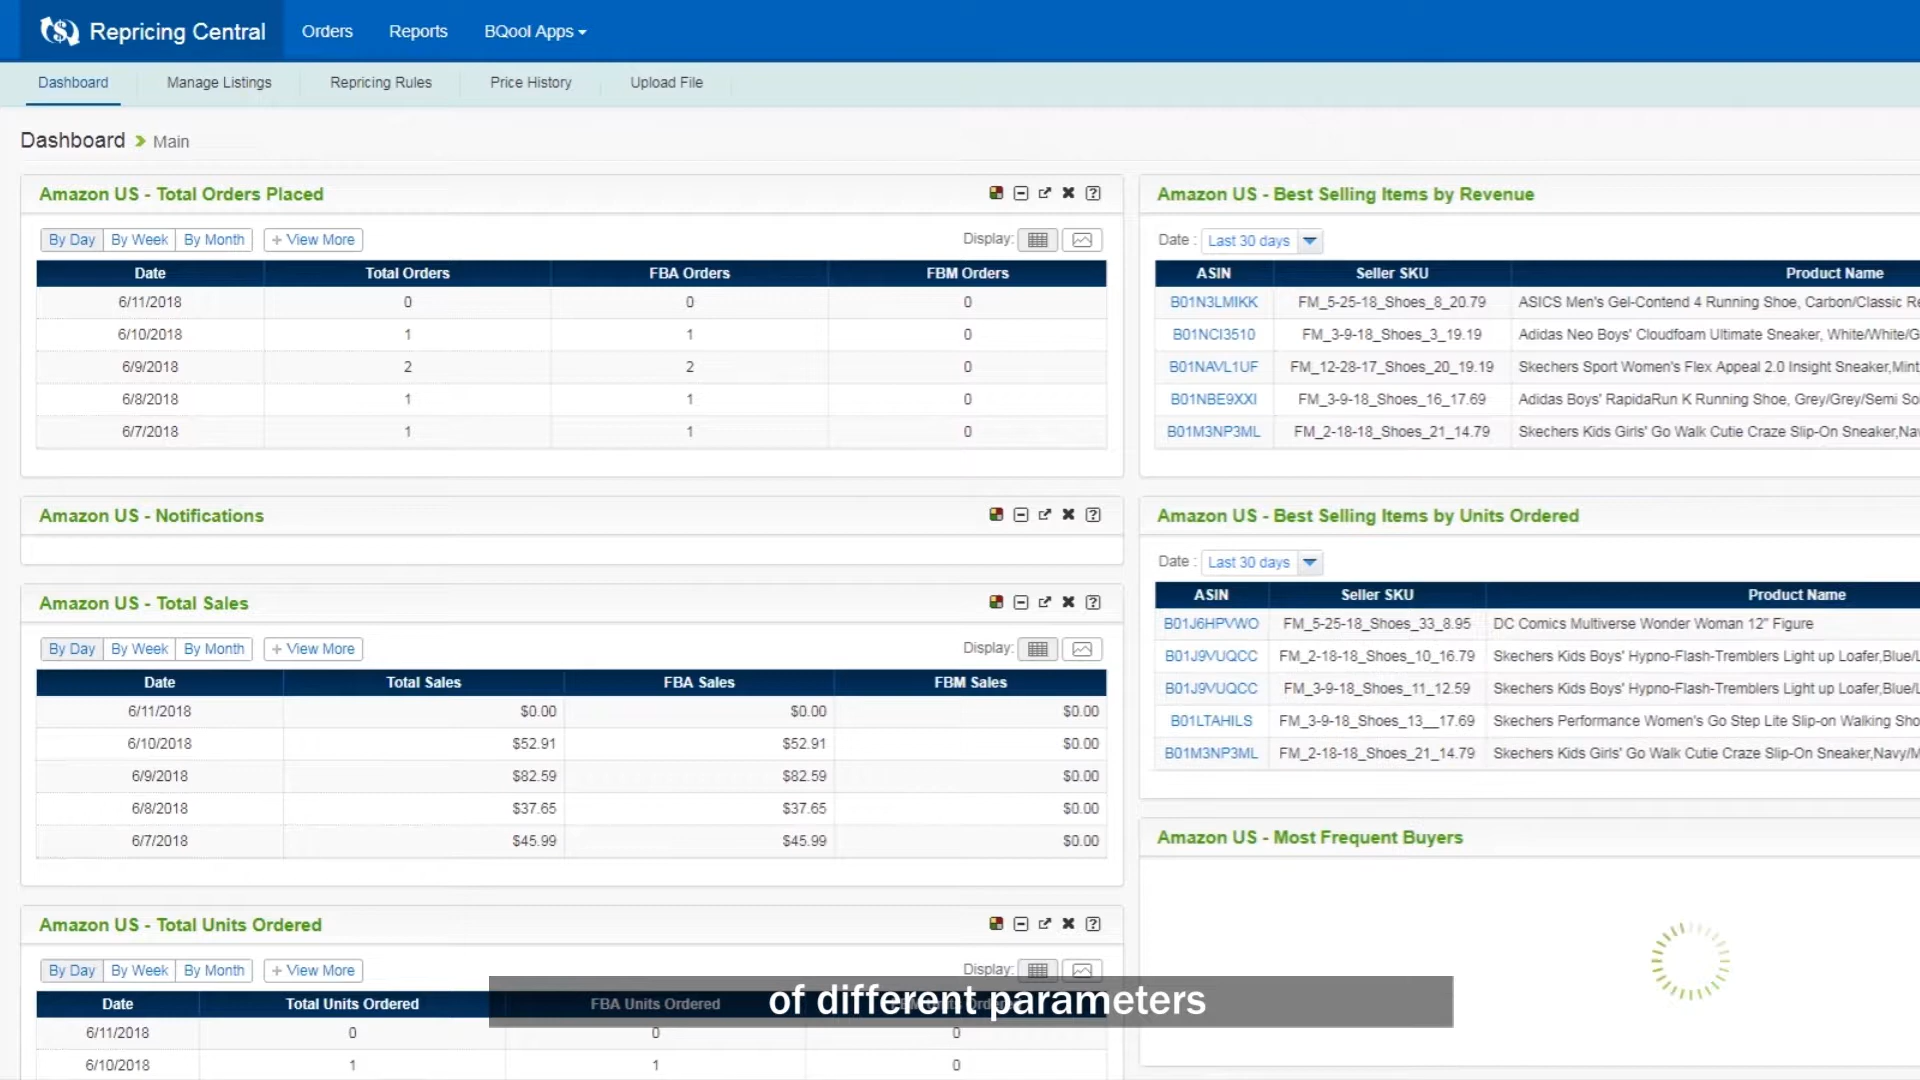 Repricing Central Orders Reports BQool Apps
Dashboard Manage Listings Repricing Rules Price History Upload File
Dashboard Main
Amazon US - Total Orders Placed
By Day By Week By Month + View More Display:
Date Total Orders FBA Orders FBM Orders
6/11/2018 0 0 0
6/10/2018 1 1 0
6/9/2018 2 2 0
6/8/2018 1 1 0
6/7/2018 1 1 0
Amazon US - Notifications
Amazon US - Total Sales
By Day By Week By Month + View More Display:
Date Total Sales FBA Sales FBM Sales
6/11/2018 $0.00 $0.00 $0.00
6/10/2018 $52.91 $52.91 $0.00
6/9/2018 $82.59 $82.59 $0.00
6/8/2018 $37.65 $37.65 $0.00
6/7/2018 $45.99 $45.99 $0.00
Amazon US - Total Units Ordered
By Day By Week By Month + View More Display:
Date Total Units Ordered FBA Units Ordered
6/11/2018 0 0 0
6/10/2018 1 1 0
Amazon US - Best Selling Items by Revenue
Date : Last 30 days
ASIN Seller SKU Product Name
B01N3LMIKK FM_5-25-18_Shoes_8_20.79 ASICS Men's Gel-Contend 4 Running Shoe, Carbon/Classic Re
B01NCI3510 FM_3-9-18_Shoes_3_19.19 Adidas Neo Boys' Cloudfoam Ultimate Sneaker, White/White/G
B01NAVL1UF FM_12-28-17_Shoes_20_19.19 Skechers Sport Women's Flex Appeal 2.0 Insight Sneaker,Mint
B01NBE9XXI FM_3-9-18_Shoes_16_17.69 Adidas Boys' RapidaRun K Running Shoe, Grey/Grey/Semi So
B01M3NP3ML FM_2-18-18_Shoes_21_14.79 Skechers Kids Girls' Go Walk Cutie Craze Slip-On Sneaker,Nav
Amazon US - Best Selling Items by Units Ordered
Date : Last 30 days
ASIN Seller SKU Product Name
B01J6HPVWO FM_5-25-18_Shoes_33_8.95 DC Comics Multiverse Wonder Woman 12" Figure
B01J9VUQCC FM_2-18-18_Shoes_10_16.79 Skechers Kids Boys' Hypno-Flash-Tremblers Light up Loafer,Blue/L
B01J9VUQCC FM_3-9-18_Shoes_11_12.59 Skechers Kids Boys' Hypno-Flash-Tremblers Light up Loafer,Blue/L
B01LTAHILS FM_3-9-18_Shoes_13__17.69 Skechers Performance Women's Go Step Lite Slip-on Walking Sho
B01M3NP3ML FM_2-18-18_Shoes_21_14.79 Skechers Kids Girls' Go Walk Cutie Craze Slip-On Sneaker,Navy/M
Amazon US - Most Frequent Buyers
of different parameters